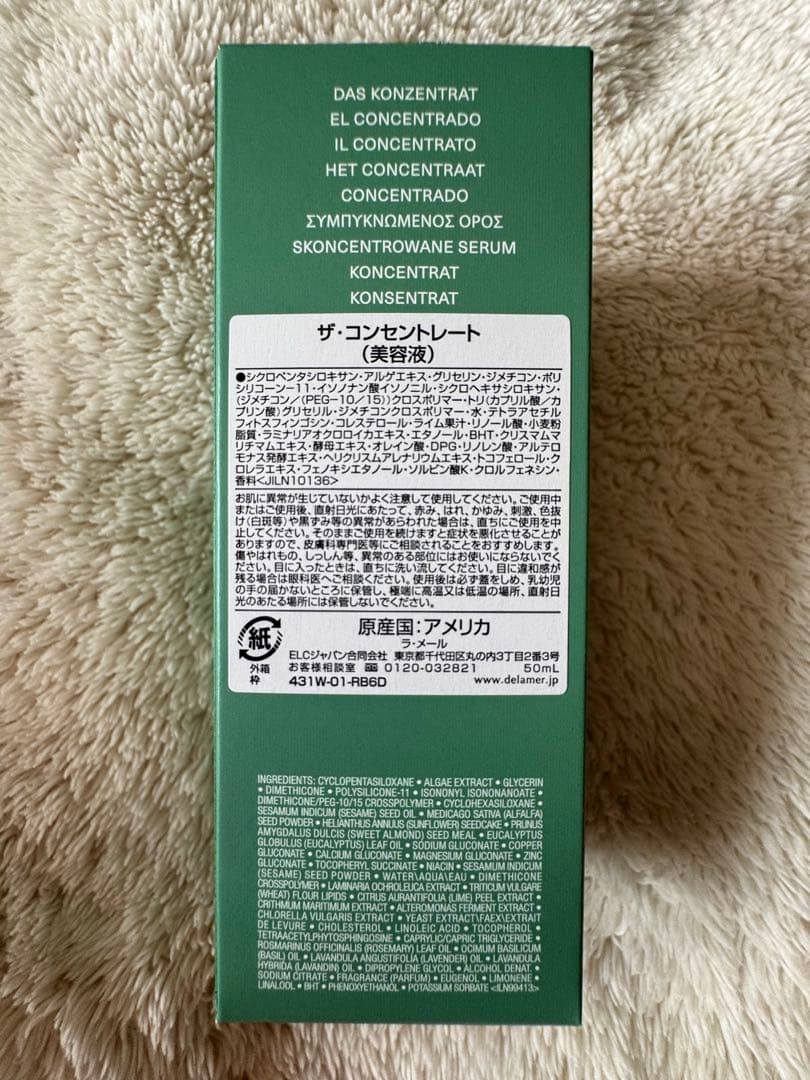 DAS KONZENTRAT
EL CONCENTRADO
IL CONCENTRATO
HET CONCENTRAAT
CONCENTRADO
ΣΥΜΠΥΚΝΩΜΕΝΟΣ ΟΡΟΣ
SKONCENTROWANE SERUM
KONCENTRAT
KONSENTRAT
ザ・コンセントレート
(美容液)
●シクロペンタシロキサン・アルゲエキス・グリセリン・ジメチコン・ポリ
シリコーン-11・イソノナン酸イソノニル・シクロヘキサシロキサン・
(ジメチコン/(PEG-10/15))クロスポリマー・トリ(カプリル酸/カ
プリン酸)グリセリル・ジメチコンクロスポリマー・水・テトラアセチル
フィトスフィンゴシン・コレステロール・ライム果汁・リノール酸・小麦粉
脂質・ラミナリアオクロロイカエキス・エタノール・BHT・クリスマムマ
リチマムエキス・酵母エキス・オレイン酸・DPG・リノレン酸・アルテロ
モナス発酵エキス・ヘリクリスムアレナリウムエキス・トコフェロール・ク
ロレラエキス・フェノキシエタノール・ソルビン酸K・クロルフェネシン・
香料<JILN10136>
お肌に異常が生じていないかよく注意して使用してください。ご使用中
またはご使用後、直射日光にあたって、赤み、はれ、かゆみ、刺激、色抜
け(白斑等)や黒ずみ等の異常があらわれた場合は、直ちにご使用を中
止してください。そのままご使用を続けますと症状を悪化させることが
ありますので、皮膚科専門医等にご相談されることをおすすめします。
傷やはれもの、しっしん等、異常のある部位にはお使いにならないでく
ださい。目に入ったときは、直ちに洗い流してください。目に違和感が
残る場合は眼科医へご相談ください。使用後は必ず蓋をしめ、乳幼児
の手の届かないところに保管し、極端に高温又は低温の場所、直射日
光のあたる場所には保管しないでください。
紙
外箱
枠
原産国:アメリカ
ラ・メール
ELCジャパン合同会社 東京都千代田区丸の内3丁目2番3号
お客様相談室 0120-032821 50mL
431W-01-RB6D www.delamer.jp
INGREDIENTS: CYCLOPENTASILOXANE • ALGAE EXTRACT • GLYCERIN
• DIMETHICONE • POLYSILICONE-11 • ISONONYL ISONONANOATE •
DIMETHICONE/PEG-10/15 CROSSPOLYMER • CYCLOHEXASILOXANE •
SESAMUM INDICUM (SESAME) SEED OIL • MEDICAGO SATIVA (ALFALFA)
SEED POWDER • HELIANTHUS ANNUUS (SUNFLOWER) SEEDCAKE • PRUNUS
AMYGDALUS DULCIS (SWEET ALMOND) SEED MEAL • EUCALYPTUS
GLOBULUS (EUCALYPTUS) LEAF OIL • SODIUM GLUCONATE • COPPER
GLUCONATE • CALCIUM GLUCONATE • MAGNESIUM GLUCONATE • ZINC
GLUCONATE • TOCOPHERYL SUCCINATE • NIACIN • SESAMUM INDICUM
(SESAME) SEED POWDER • WATER\AQUA\EAU • DIMETHICONE
CROSSPOLYMER • LAMINARIA OCHROLEUCA EXTRACT • TRITICUM VULGARE
(WHEAT) FLOUR LIPIDS • CITRUS AURANTIFOLIA (LIME) PEEL EXTRACT •
CRITHMUM MARITIMUM EXTRACT • ALTEROMONAS FERMENT EXTRACT •
CHLORELLA VULGARIS EXTRACT • YEAST EXTRACT\FAEX\EXTRAIT
DE LEVURE • CHOLESTEROL • LINOLEIC ACID • TOCOPHEROL •
TETRAACETYLPHYTOSPHINGOSINE • CAPRYLIC/CAPRIC TRIGLYCERIDE •
ROSMARINUS OFFICINALIS (ROSEMARY) LEAF OIL • OCIMUM BASILICUM
(BASIL) OIL • LAVANDULA ANGUSTIFOLIA (LAVENDER) OIL • LAVANDULA
HYBRIDA (LAVANDIN) OIL • DIPROPYLENE GLYCOL • ALCOHOL DENAT. •
SODIUM CITRATE • FRAGRANCE (PARFUM) • EUGENOL • LIMONENE •
LINALOOL • BHT • PHENOXYETHANOL • POTASSIUM SORBATE <ILN99413>